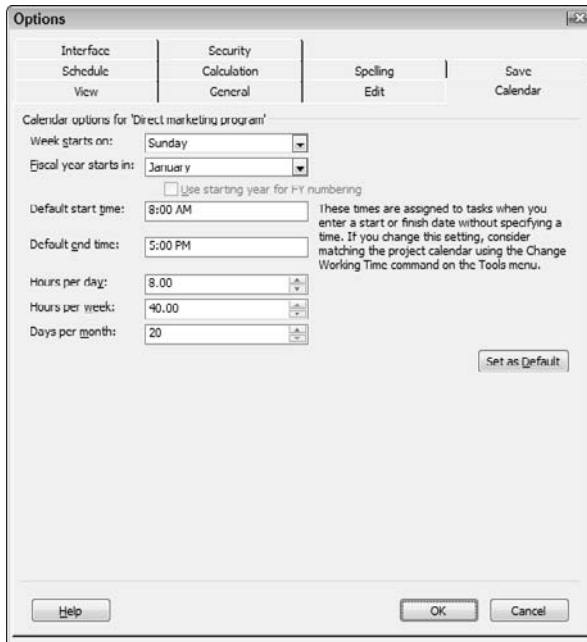 Options
Interface Security
Schedule Calculation Spelling Save
View General Edit Calendar
Calendar options for 'Direct marketing program'
Week starts on: Sunday
Fiscal year starts in: January
Use starting year for FY numbering
Default start time: 8:00 AM
Default end time: 5:00 PM
These times are assigned to tasks when you
enter a start or finish date without specifying a
time. If you change this setting, consider
matching the project calendar using the Change
Working Time command on the Tools menu.
Hours per day: 8.00
Hours per week: 40.00
Days per month: 20
Set as Default
Help OK Cancel